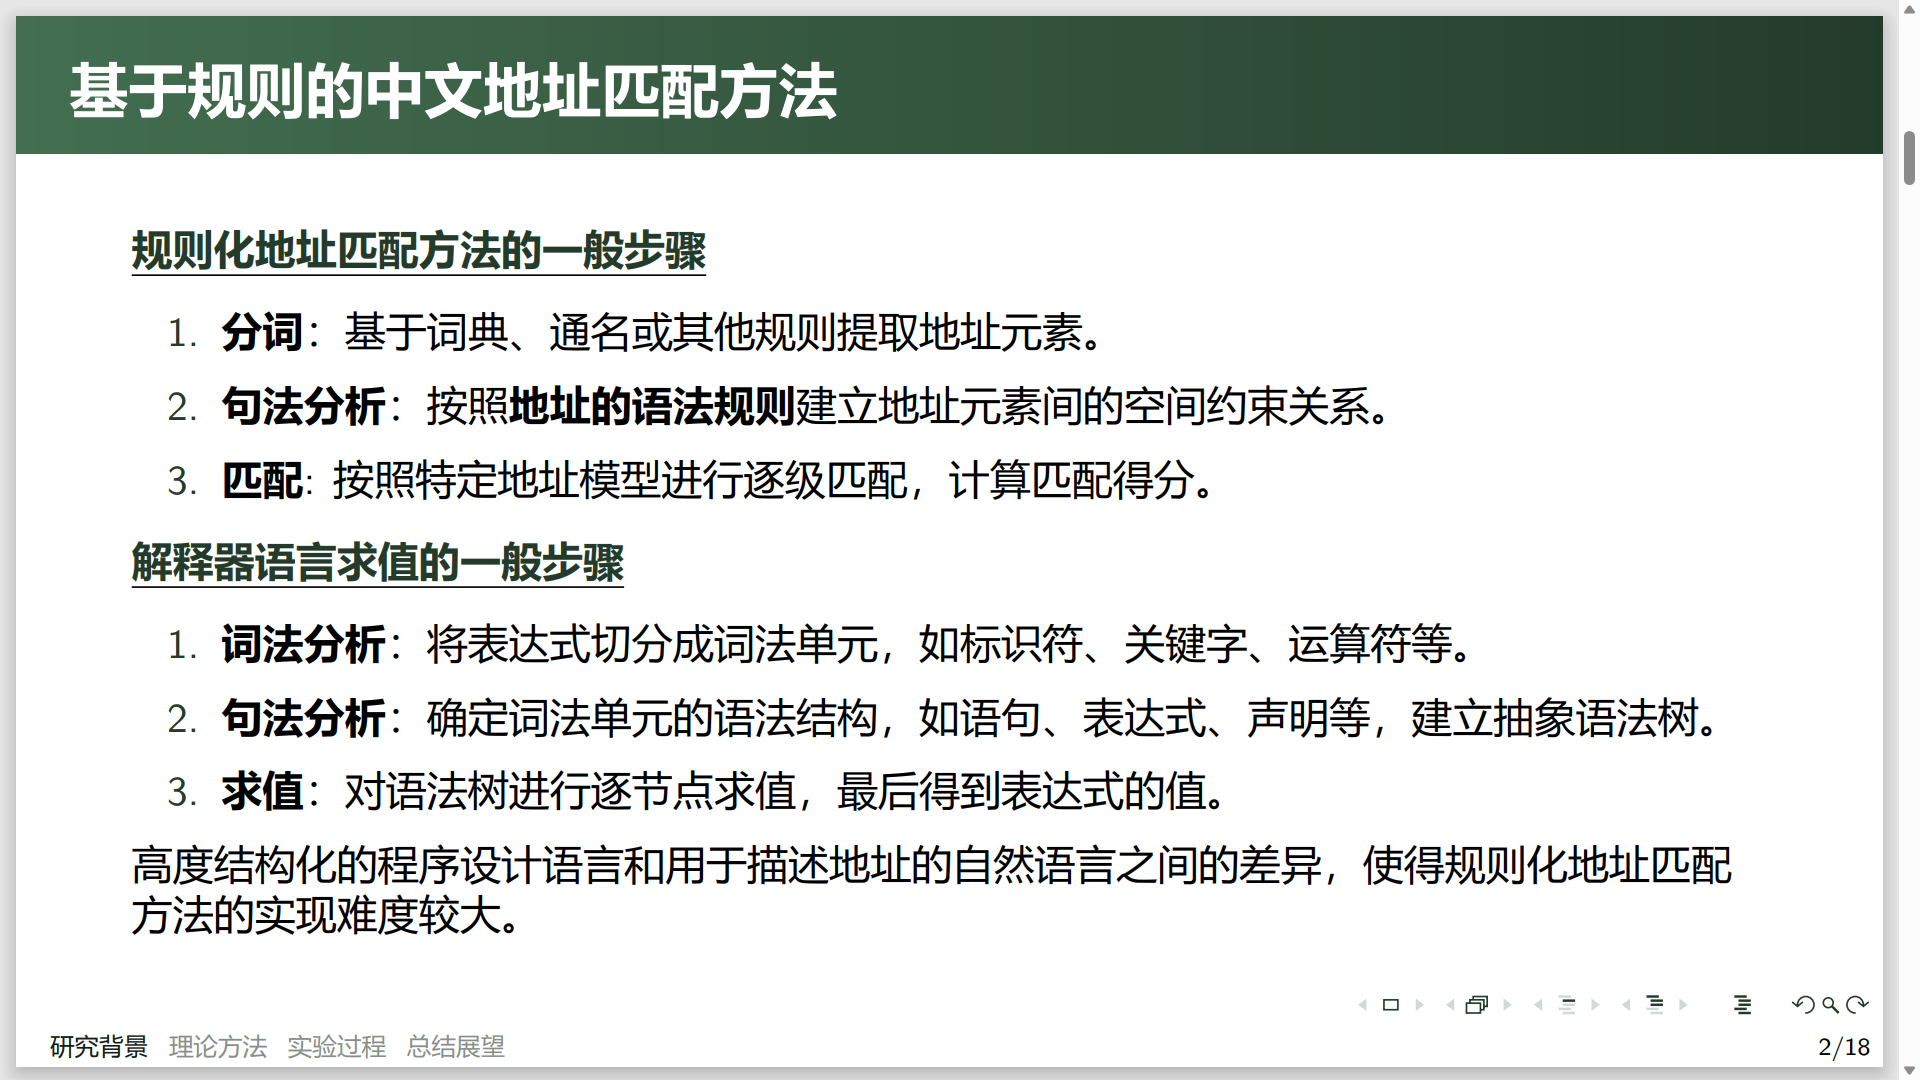 基于规则的中文地址匹配方法
规则化地址匹配方法的一般步骤
1. 分词：基于词典、通名或其他规则提取地址元素。
2. 句法分析：按照地址的语法规则建立地址元素间的空间约束关系。
3. 匹配: 按照特定地址模型进行逐级匹配，计算匹配得分。
解释器语言求值的一般步骤
1. 词法分析：将表达式切分成词法单元，如标识符、关键字、运算符等。
2. 句法分析：确定词法单元的语法结构，如语句、表达式、声明等，建立抽象语法树。
3. 求值：对语法树进行逐节点求值，最后得到表达式的值。
高度结构化的程序设计语言和用于描述地址的自然语言之间的差异，使得规则化地址匹配
方法的实现难度较大。
研究背景 理论方法 实验过程 总结展望 2/18